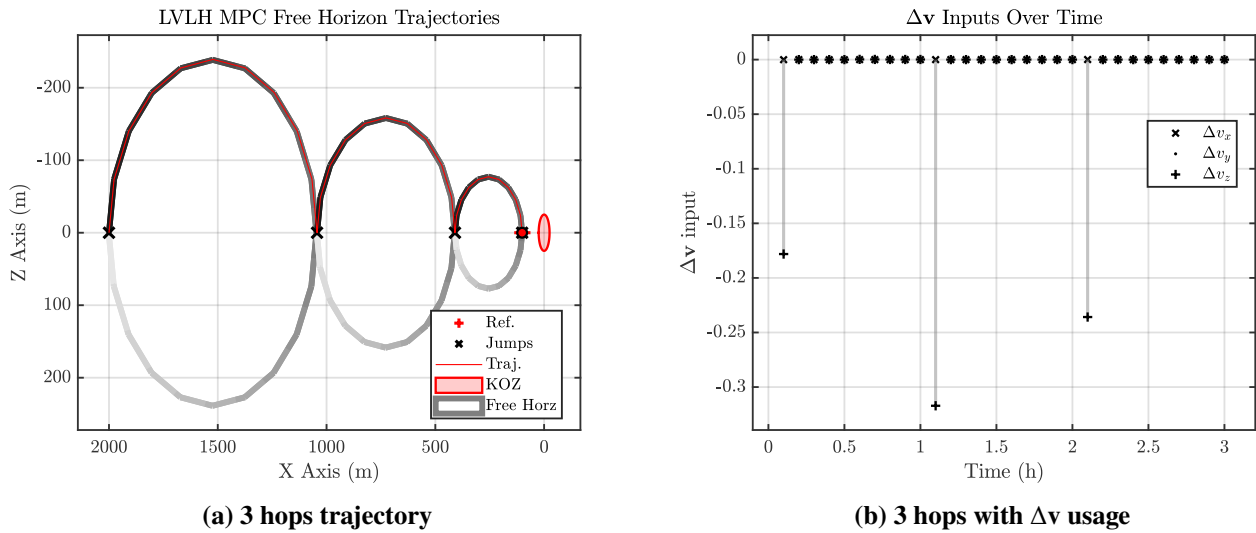 LVLH MPC Free Horizon Trajectories
-200
-100
0
100
200
Z Axis (m)
2000
1500
1000
500
0
X Axis (m)
Ref.
Jumps
Traj.
KOZ
Free Horz
(a) 3 hops trajectory
Δv Inputs Over Time
0
-0.05
-0.1
-0.15
-0.2
-0.25
-0.3
Δv input
0
0.5
1
1.5
2
2.5
3
Time (h)
Δvx
Δvy
Δvz
(b) 3 hops with Δv usage